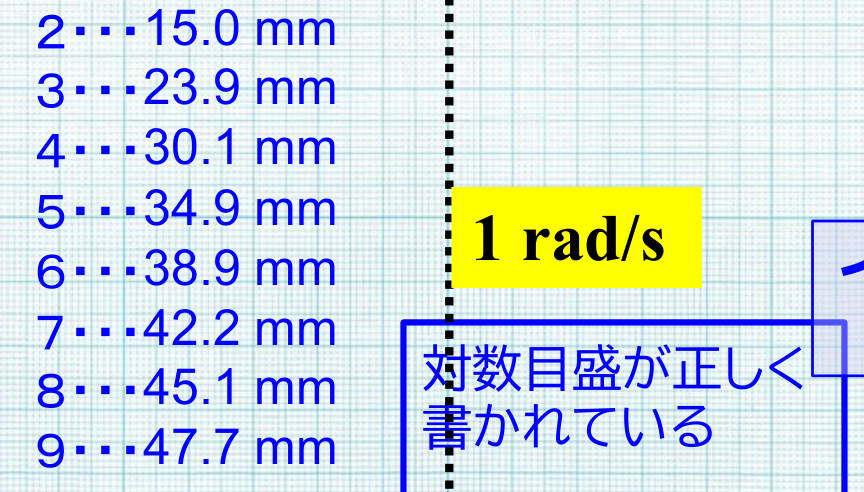 2・・・15.0 mm
3・・・23.9 mm
4・・・30.1 mm
5・・・34.9 mm
6・・・38.9 mm
7・・・42.2 mm
8・・・45.1 mm
9・・・47.7 mm
1 rad/s
対数目盛が正しく
書かれている